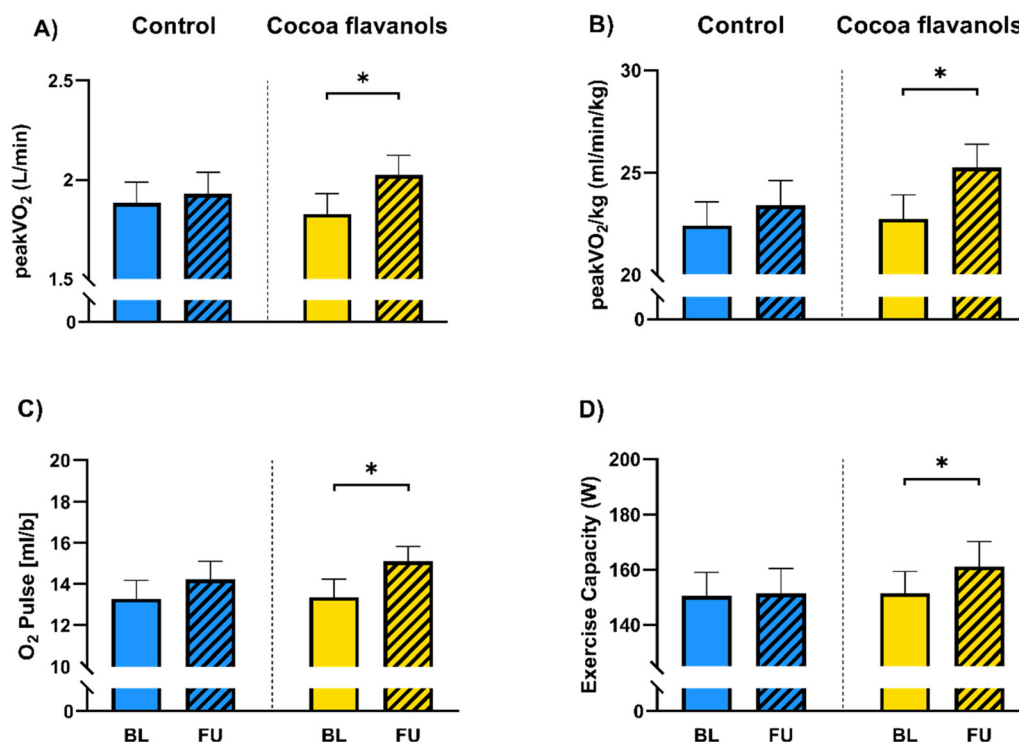 A)
Control
Cocoa flavanols
peakVO₂ (L/min)
2.5
2
1.5
0
*
B)
Control
Cocoa flavanols
peakVO₂/kg (ml/min/kg)
30
25
20
0
*
C)
O₂ Pulse [ml/b]
20
18
16
14
12
10
0
*
BL
FU
BL
FU
D)
Exercise Capacity (W)
200
180
160
140
0
*
BL
FU
BL
FU